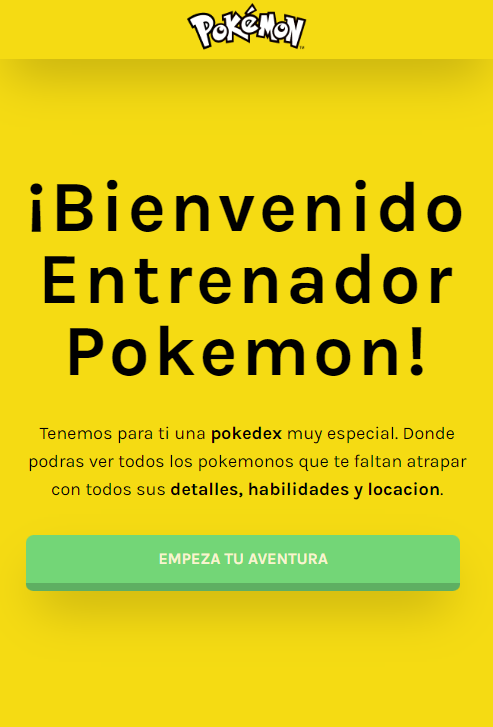 POKéMON
¡Bienvenido
Entrenador
Pokemon!
Tenemos para ti una pokedex muy especial. Donde
podras ver todos los pokemonos que te faltan atrapar
con todos sus detalles, habilidades y locacion.
EMPEZA TU AVENTURA